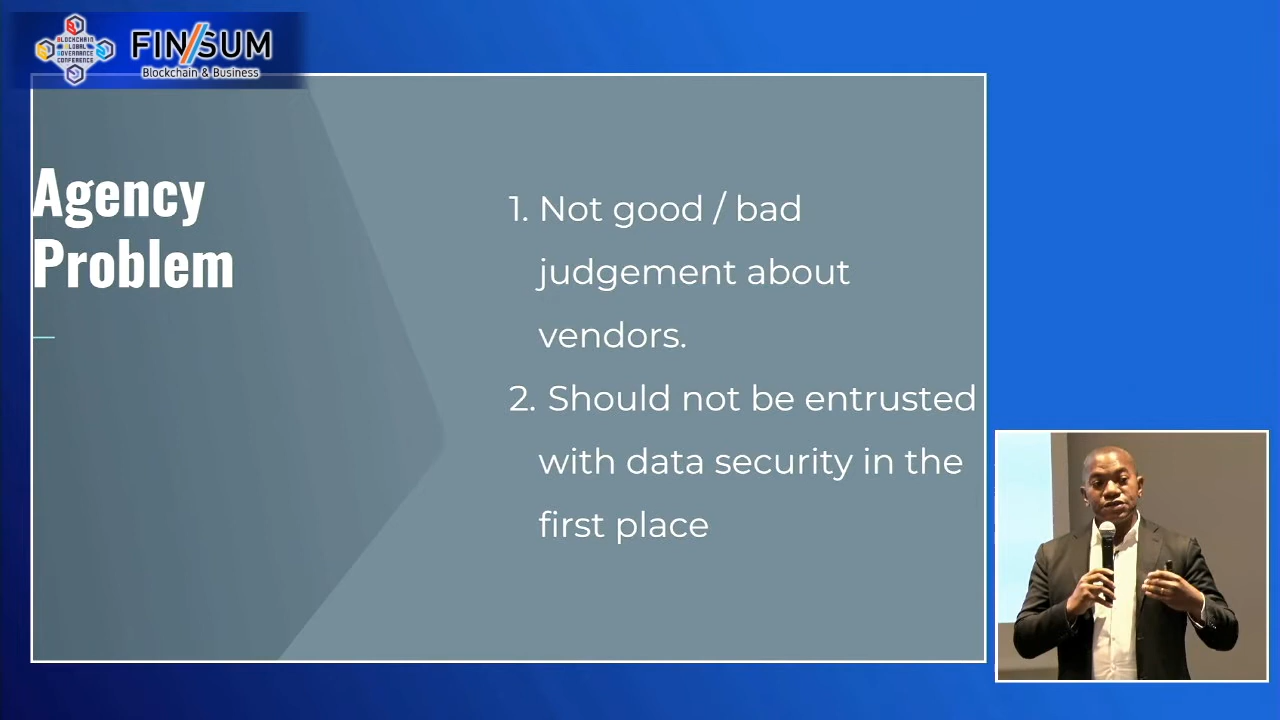 BLOCKCHAIN
GLOBAL
GOVERNANCE
CONFERENCE
FIN/SUM
Blockchain & Business
Agency
Problem
1. Not good / bad
judgement about
vendors.
2. Should not be entrusted
with data security in the
first place